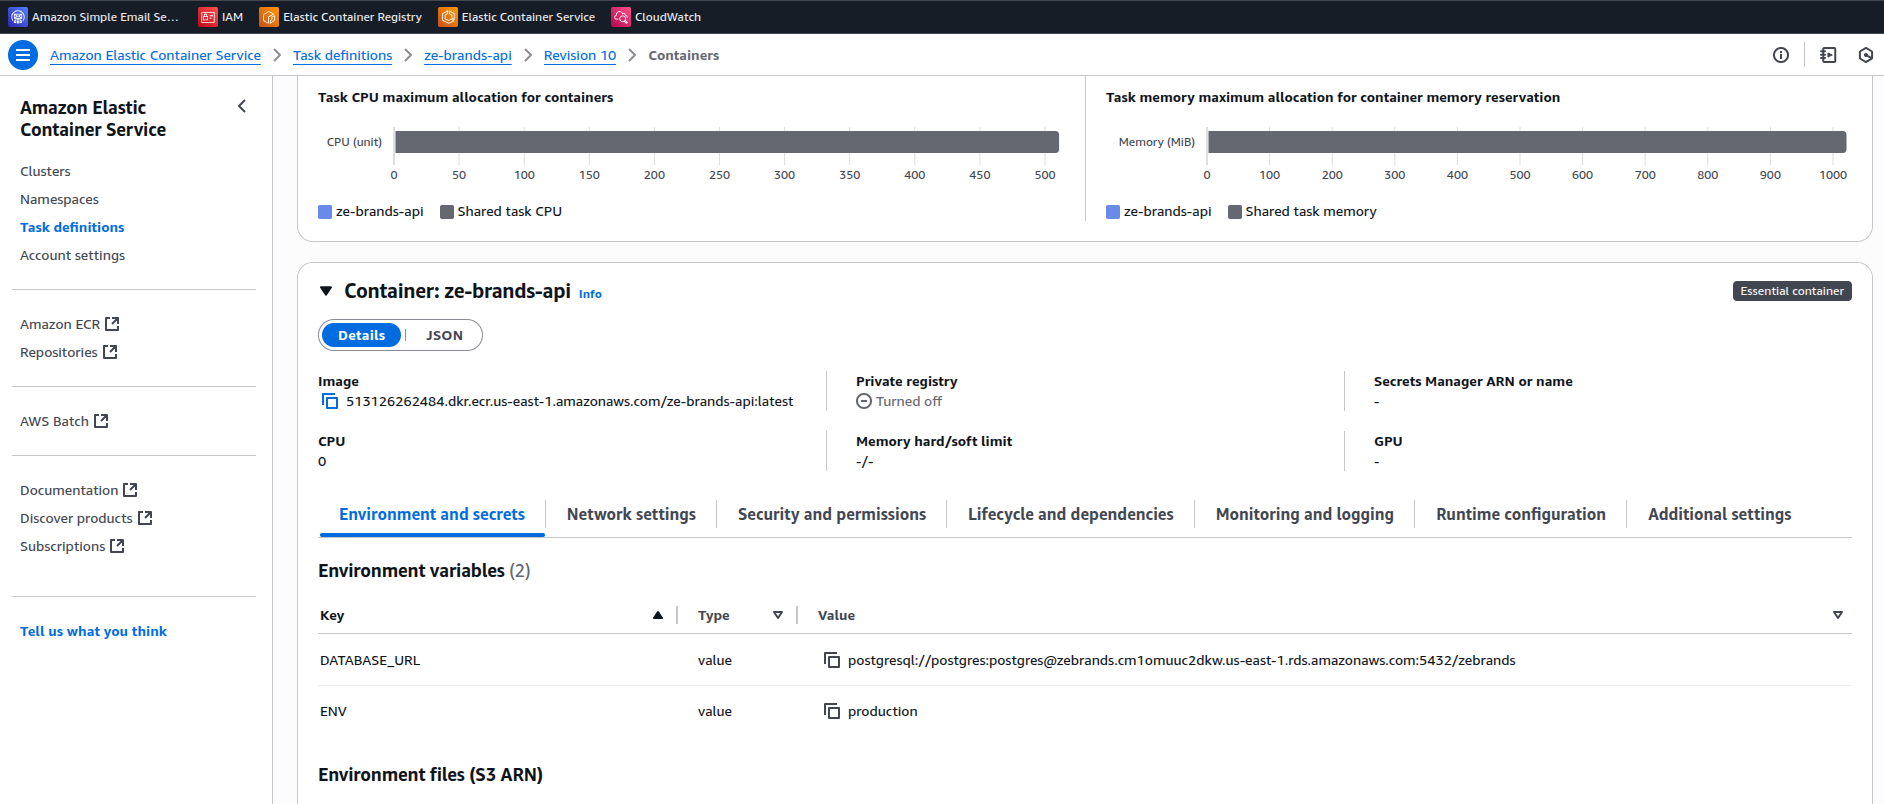 Amazon Simple Email Se... IAM Elastic Container Registry Elastic Container Service CloudWatch
Amazon Elastic Container Service Task definitions ze-brands-api Revision 10 Containers
Amazon Elastic
Container Service
Clusters
Namespaces
Task definitions
Account settings
Amazon ECR
Repositories
AWS Batch
Documentation
Discover products
Subscriptions
Tell us what you think
Task CPU maximum allocation for containers
CPU (unit)
0 50 100 150 200 250 300 350 400 450 500
ze-brands-api Shared task CPU
Task memory maximum allocation for container memory reservation
Memory (MiB)
0 100 200 300 400 500 600 700 800 900 1000
ze-brands-api Shared task memory
Container: ze-brands-api Info
Essential container
Details JSON
Image
513126262484.dkr.ecr.us-east-1.amazonaws.com/ze-brands-api:latest
Private registry
Turned off
Secrets Manager ARN or name
-
CPU
0
Memory hard/soft limit
-/-
GPU
-
Environment and secrets Network settings Security and permissions Lifecycle and dependencies Monitoring and logging Runtime configuration Additional settings
Environment variables (2)
Key Type Value
DATABASE_URL value postgresql://postgres:postgres@zebrands.cm1omuuc2dkw.us-east-1.rds.amazonaws.com:5432/zebrands
ENV value production
Environment files (S3 ARN)